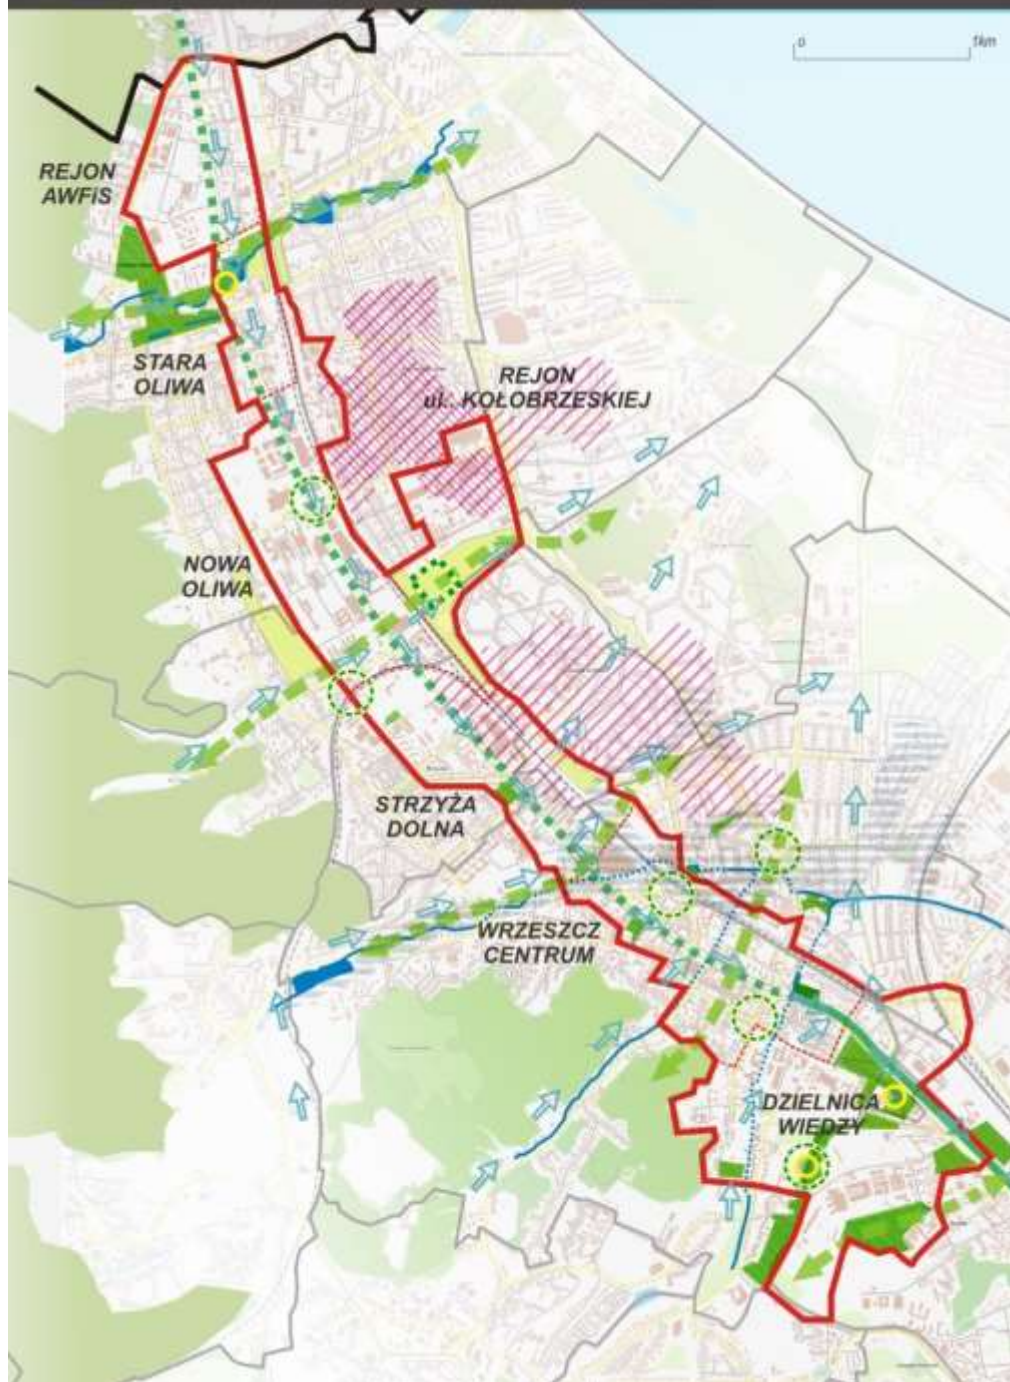 0 1km
REJON
AWFiS
STARA
OLIWA
REJON
ul.. KOŁOBRZESKIEJ
NOWA
OLIWA
STRZYŻA
DOLNA
WRZESZCZ
CENTRUM
DZIELNICA
WIEDZY